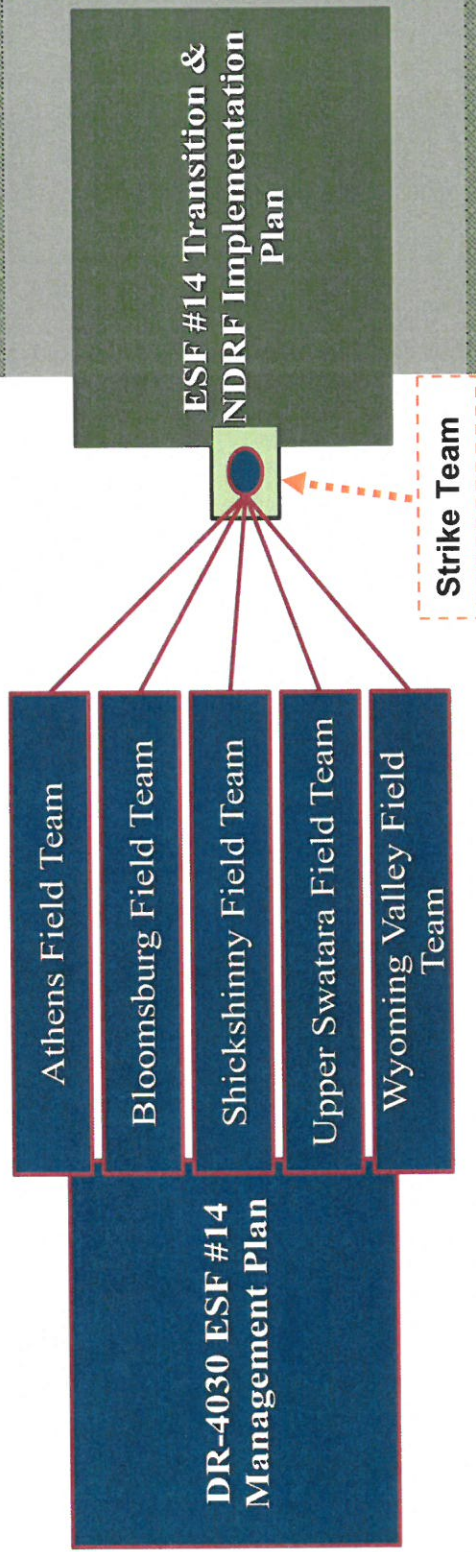 DR-4030 ESF #14
Management Plan
Athens Field Team
Bloomsburg Field Team
Shickshinny Field Team
Upper Swatara Field Team
Wyoming Valley Field
Team
Strike Team
ESF #14 Transition &
NDRF Implementation
Plan